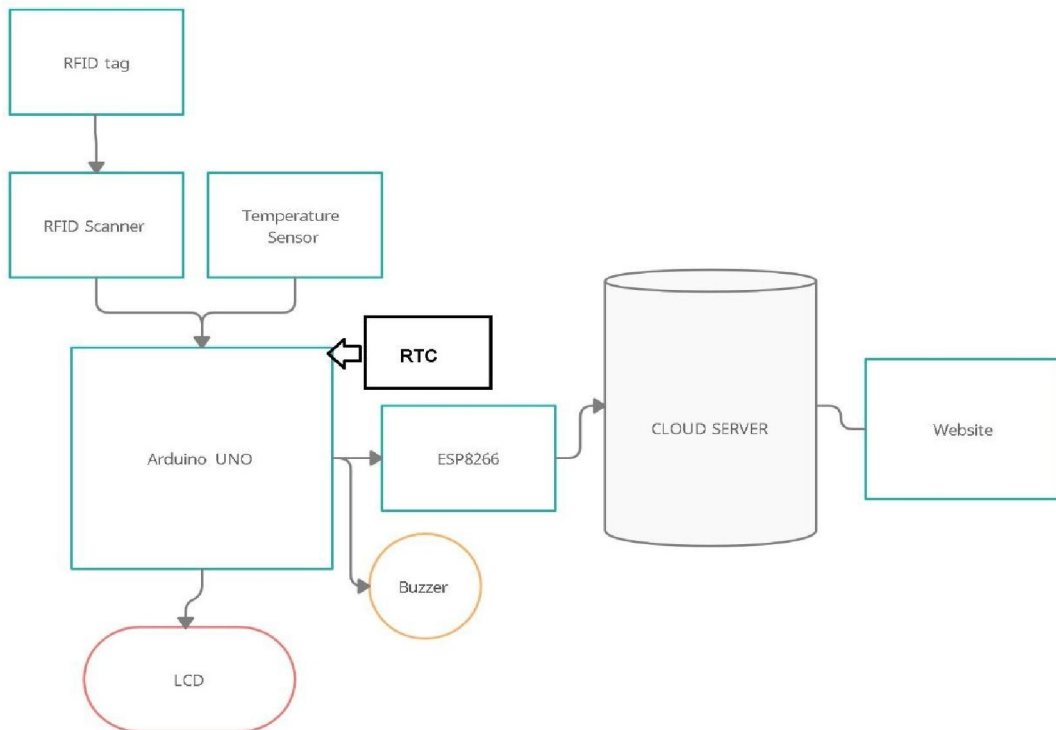 RFID tag
RFID Scanner
Temperature
Sensor
RTC
Arduino UNO
ESP8266
CLOUD SERVER
Website
Buzzer
LCD